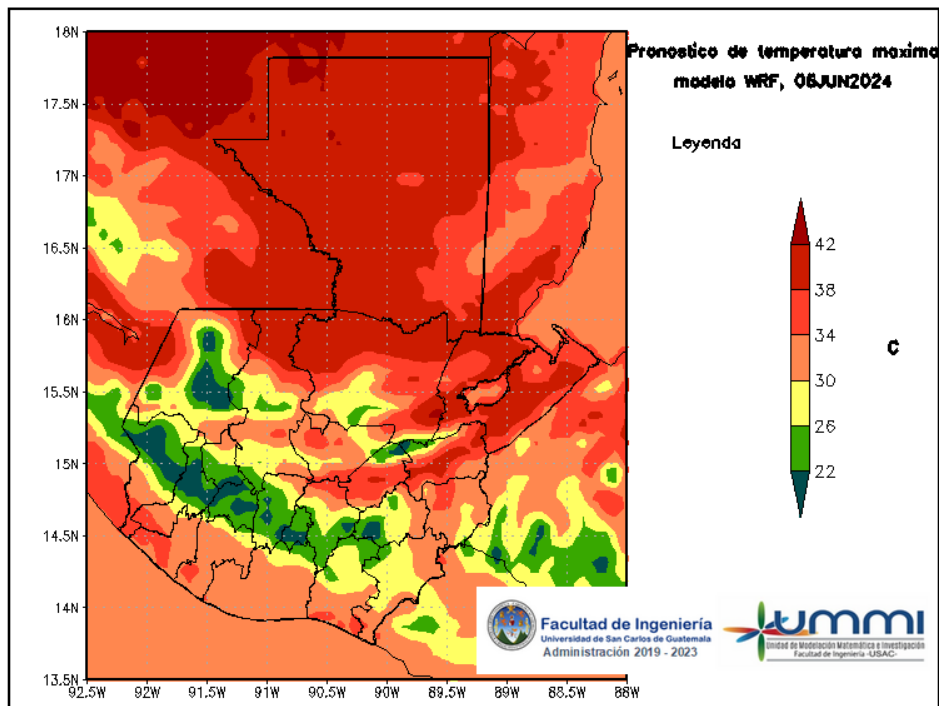 Pronostico de temperatura maxima
modelo WRF, 06JUN2024
Leyenda
42
38
34
30
26
22
C
18N
17.5N
17N
16.5N
16N
15.5N
15N
14.5N
14N
13.5N
92.5W
92W
91.5W
91W
90.5W
90W
89.5W
89W
88.5W
88W
Facultad de Ingeniería
Universidad de San Carlos de Guatemala
Administración 2019 - 2023
ummi
Unidad de Modelación Matemática e Investigación
Facultad de Ingeniería -USAC-